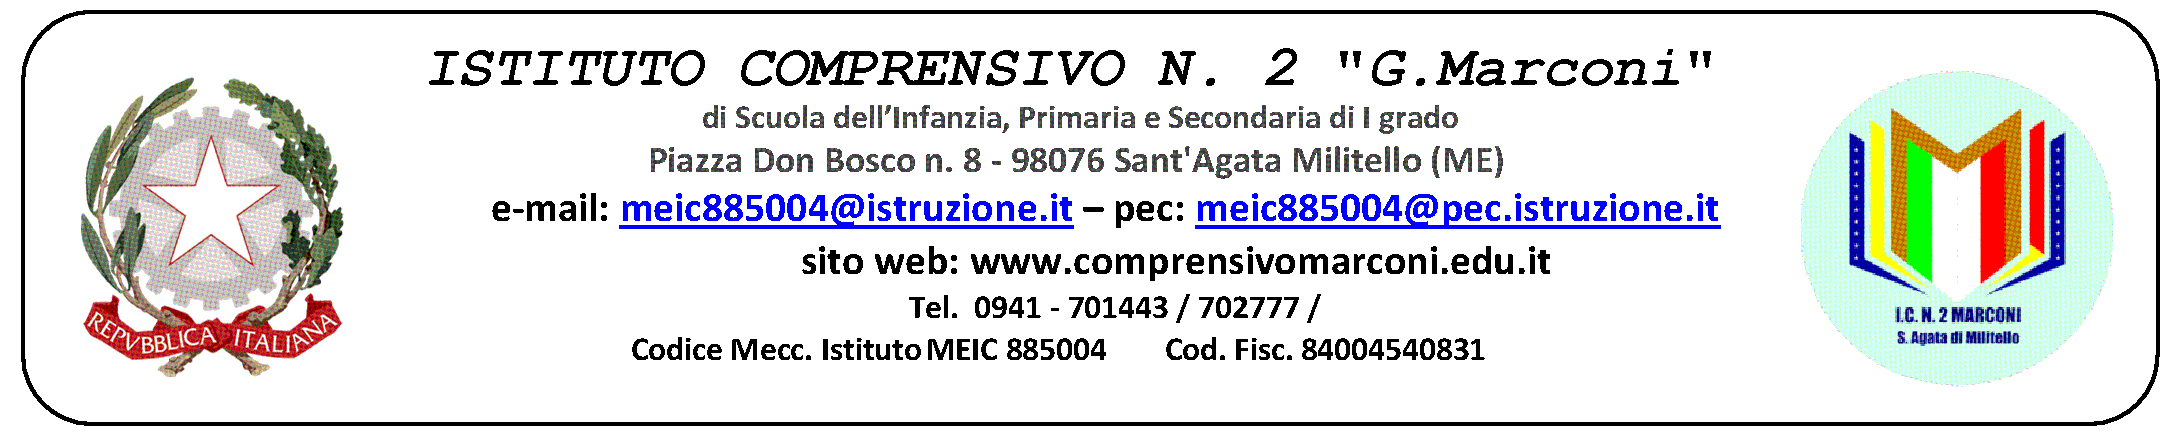 ISTITUTO COMPRENSIVO N. 2 "G.Marconi"
di Scuola dell’Infanzia, Primaria e Secondaria di I grado
Piazza Don Bosco n. 8 - 98076 Sant'Agata Militello (ME)
e-mail: meic885004@istruzione.it – pec: meic885004@pec.istruzione.it
sito web: www.comprensivomarconi.edu.it
Tel. 0941 - 701443 / 702777 /
Codice Mecc. Istituto MEIC 885004 Cod. Fisc. 84004540831
REPVBBLICA ITALIANA
I.C. N. 2 MARCONI
S. Agata di Militello